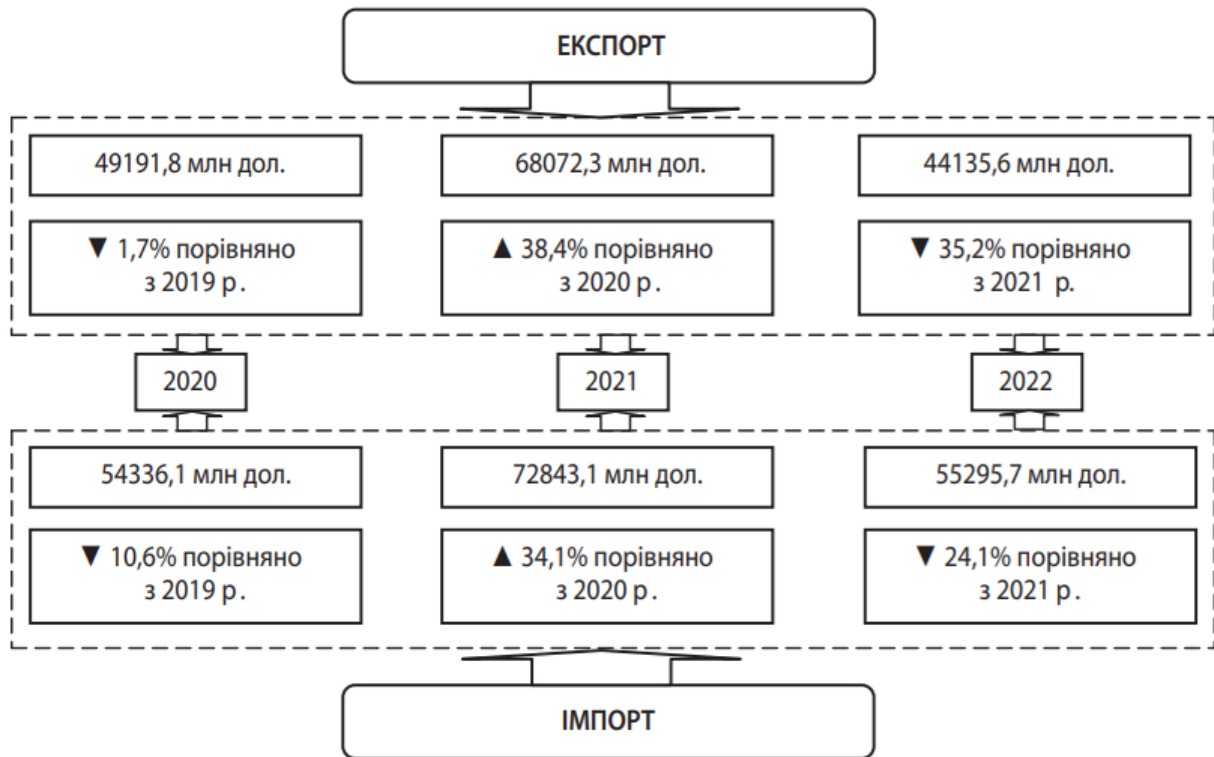 ЕКСПОРТ
49191,8 млн дол.
68072,3 млн дол.
44135,6 млн дол.
▼ 1,7% порівняно
з 2019 р.
▲ 38,4% порівняно
з 2020 р.
▼ 35,2% порівняно
з 2021 р.
2020
2021
2022
54336,1 млн дол.
72843,1 млн дол.
55295,7 млн дол.
▼ 10,6% порівняно
з 2019 р.
▲ 34,1% порівняно
з 2020 р.
▼ 24,1% порівняно
з 2021 р.
ІМПОРТ